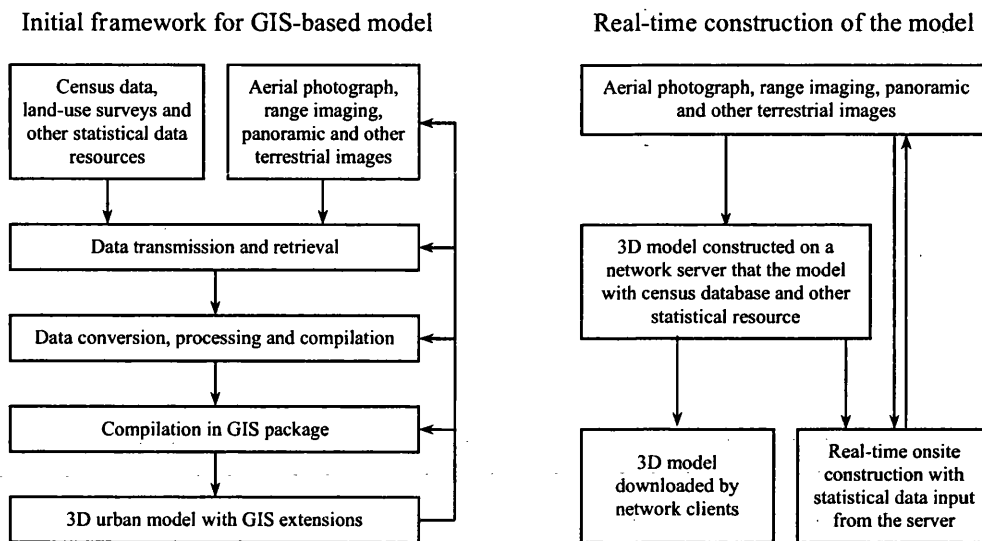 Initial framework for GIS-based model
Census data,
land-use surveys and
other statistical data
resources
Aerial photograph,
range imaging,
panoramic and other
terrestrial images
Data transmission and retrieval
Data conversion, processing and compilation
Compilation in GIS package
3D urban model with GIS extensions
Real-time construction of the model
Aerial photograph, range imaging, panoramic
and other terrestrial images
3D model constructed on a
network server that the model
with census database and other
statistical resource
3D model
downloaded by
network clients
Real-time onsite
construction with
statistical data input
from the server